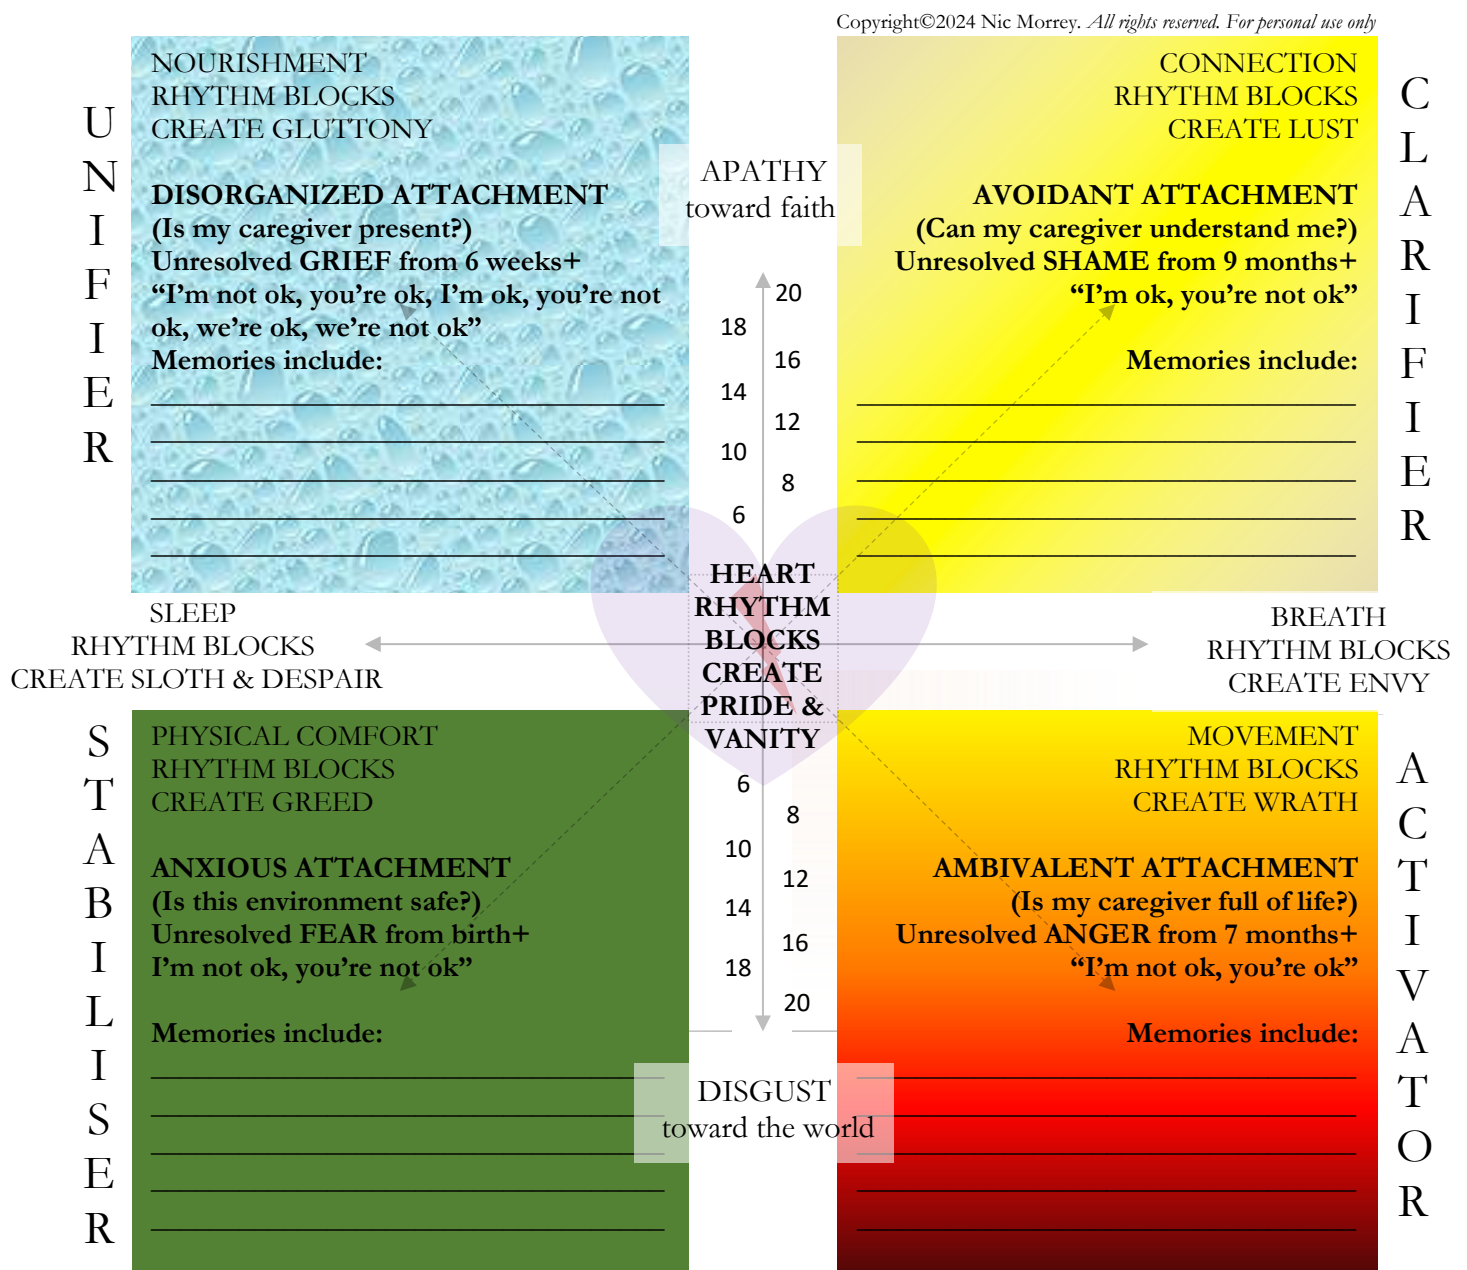 Copyright©2024 Nic Morrey. All rights reserved. For personal use only
UNIFIER
NOURISHMENT
RHYTHM BLOCKS
CREATE GLUTTONY
DISORGANIZED ATTACHMENT
(Is my caregiver present?)
Unresolved GRIEF from 6 weeks+
“I'm not ok, you’re ok, I'm ok, you’re not
ok, we’re ok, we’re not ok”
Memories include:
APATHY
toward faith
20
18
16
14
12
10
8
6
CONNECTION
RHYTHM BLOCKS
CREATE LUST
AVOIDANT ATTACHMENT
(Can my caregiver understand me?)
Unresolved SHAME from 9 months+
“I'm ok, you’re not ok”
Memories include:
CLARIFIER
SLEEP
RHYTHM BLOCKS
CREATE SLOTH & DESPAIR
HEART
RHYTHM
BLOCKS
CREATE
PRIDE &
VANITY
BREATH
RHYTHM BLOCKS
CREATE ENVY
STABILISER
PHYSICAL COMFORT
RHYTHM BLOCKS
CREATE GREED
ANXIOUS ATTACHMENT
(Is this environment safe?)
Unresolved FEAR from birth+
I'm not ok, you’re not ok”
Memories include:
6
8
10
12
14
16
18
20
DISGUST
toward the world
MOVEMENT
RHYTHM BLOCKS
CREATE WRATH
AMBIVALENT ATTACHMENT
(Is my caregiver full of life?)
Unresolved ANGER from 7 months+
“I'm not ok, you’re ok”
Memories include:
ACTIVATOR